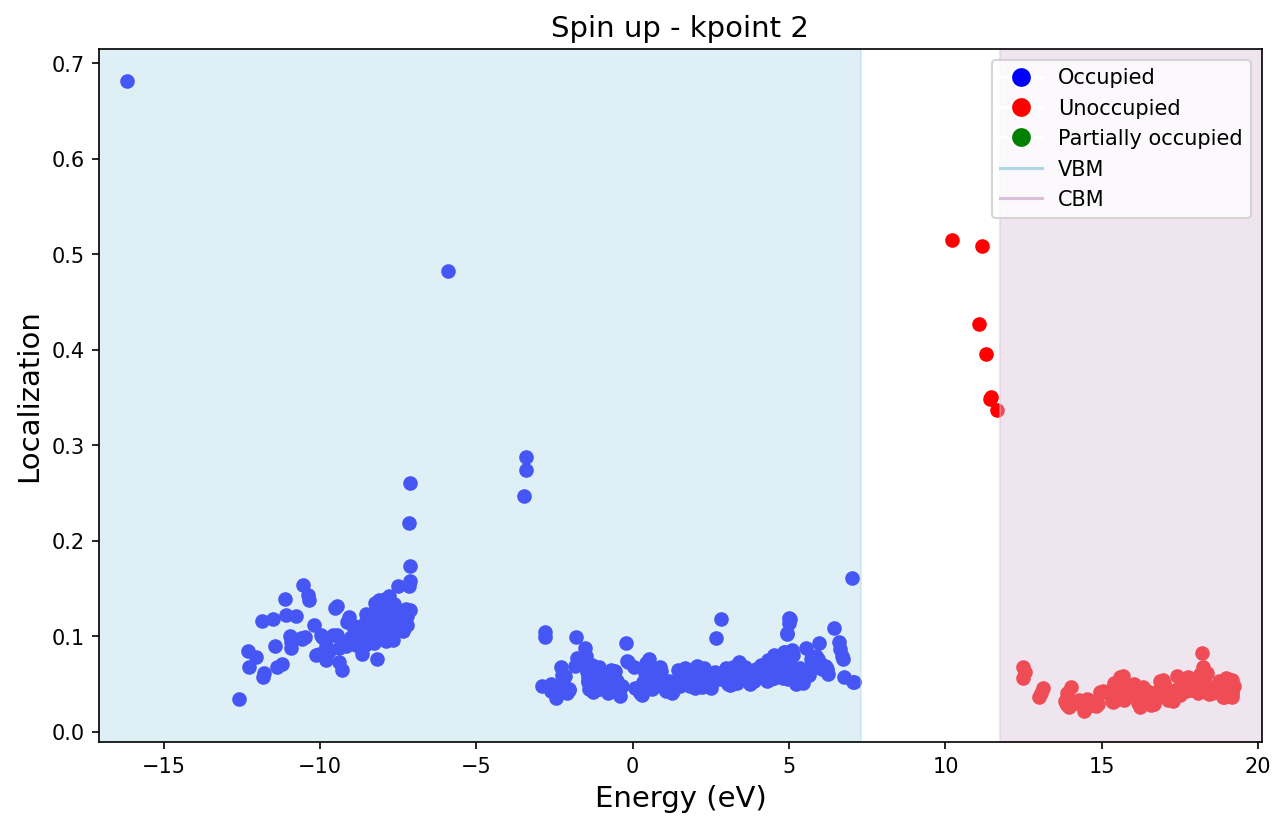 Spin up - kpoint 2
Localization
0.7
0.6
0.5
0.4
0.3
0.2
0.1
0.0
Occupied
Unoccupied
Partially occupied
VBM
CBM
−15
−10
−5
0
5
10
15
20
Energy (eV)